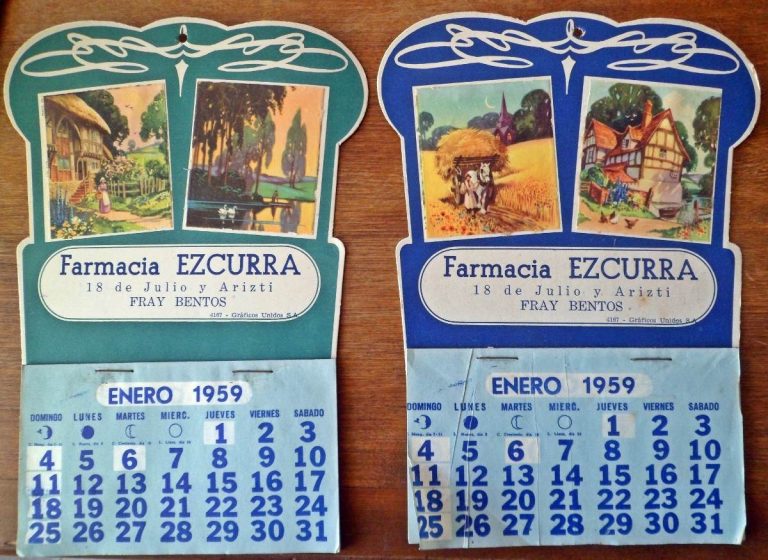 Farmacia EZCURRA
18 de Julio y Arizti
FRAY BENTOS
4167 - Gráficos Unidos S.A.
ENERO 1959
DOMINGO LUNES MARTES MIERC. JUEVES VIERNES SABADO
1 2 3
4 5 6 7 8 9 10
11 12 13 14 15 16 17
18 19 20 21 22 23 24
25 26 27 28 29 30 31
Farmacia EZCURRA
18 de Julio y Arizti
FRAY BENTOS
4167 - Gráficos Unidos S.A.
ENERO 1959
DOMINGO LUNES MARTES MIERC. JUEVES VIERNES SABADO
1 2 3
4 5 6 7 8 9 10
11 12 13 14 15 16 17
18 19 20 21 22 23 24
25 26 27 28 29 30 31